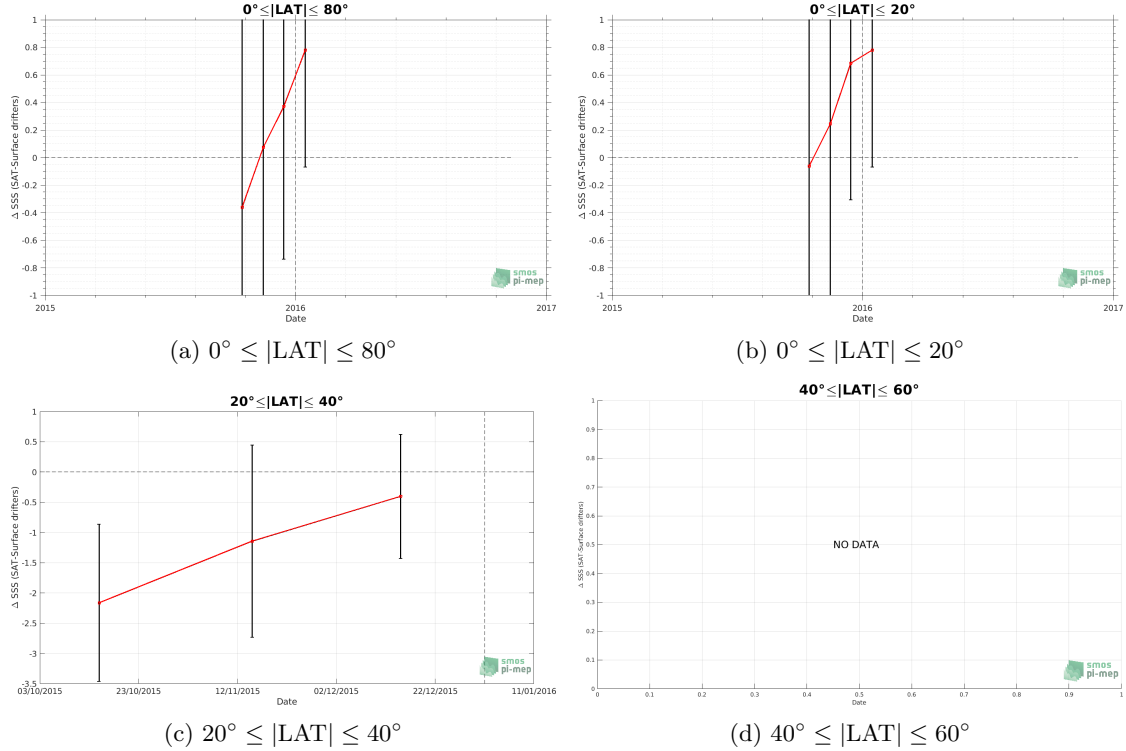 0°≤|LAT|≤ 80°
1
0.8
0.6
0.4
0.2
0
-0.2
-0.4
-0.6
-0.8
-1
Δ SSS (SAT-Surface drifters)
2015
2016
2017
Date
smos
pi-mep
(a) 0° ≤ |LAT| ≤ 80°
0°≤|LAT|≤ 20°
1
0.8
0.6
0.4
0.2
0
-0.2
-0.4
-0.6
-0.8
-1
Δ SSS (SAT-Surface drifters)
2015
2016
2017
Date
smos
pi-mep
(b) 0° ≤ |LAT| ≤ 20°
20°≤|LAT|≤ 40°
1
0.5
0
-0.5
-1
-1.5
-2
-2.5
-3
-3.5
Δ SSS (SAT-Surface drifters)
03/10/2015
23/10/2015
12/11/2015
02/12/2015
22/12/2015
11/01/2016
Date
smos
pi-mep
(c) 20° ≤ |LAT| ≤ 40°
40°≤|LAT|≤ 60°
1
0.9
0.8
0.7
0.6
0.5
0.4
0.3
0.2
0.1
0
Δ SSS (SAT-Surface drifters)
NO DATA
0
0.1
0.2
0.3
0.4
0.5
0.6
0.7
0.8
0.9
1
Date
smos
pi-mep
(d) 40° ≤ |LAT| ≤ 60°